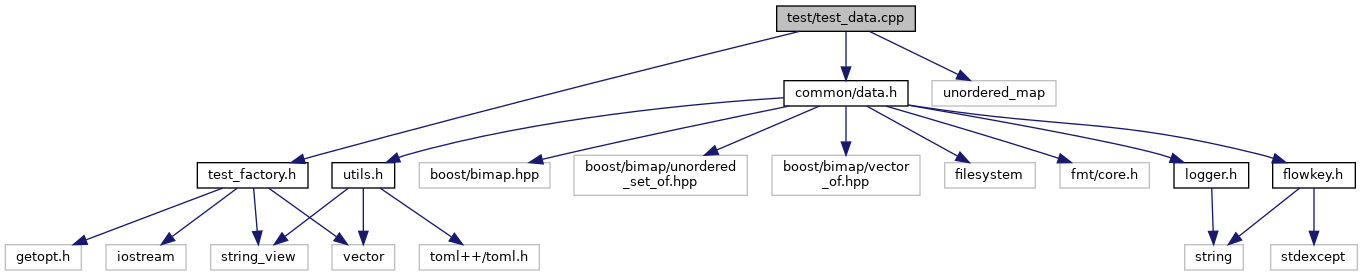 test/test_data.cpp
common/data.h
unordered_map
test_factory.h
utils.h
boost/bimap.hpp
boost/bimap/unordered
_set_of.hpp
boost/bimap/vector
_of.hpp
filesystem
fmt/core.h
logger.h
flowkey.h
getopt.h
iostream
string_view
vector
toml++/toml.h
string
stdexcept